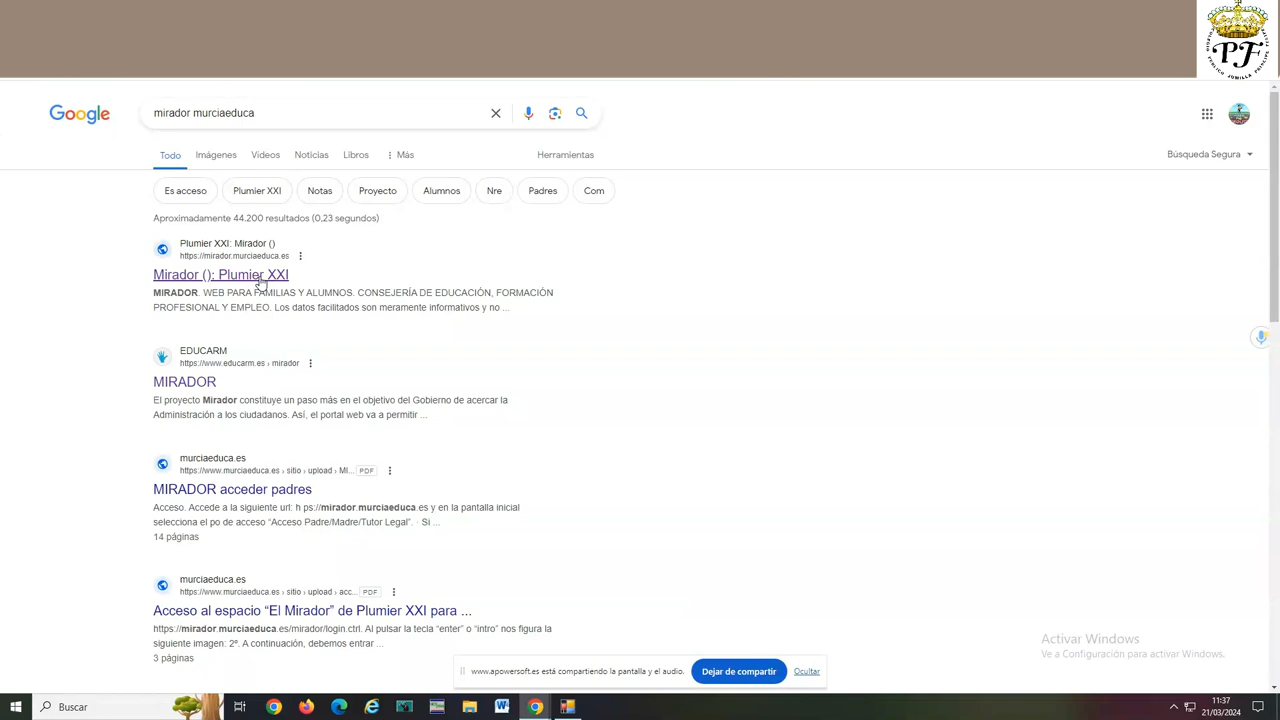 COLEGIO PÚBLICO JUMILLA PRÍNCIPE FELIPE
PF
Google
mirador murciaeduca
Todo
Imágenes
Videos
Noticias
Libros
Más
Herramientas
Búsqueda Segura
Es acceso
Plumier XXI
Notas
Proyecto
Alumnos
Nre
Padres
Com
Aproximadamente 44.200 resultados (0,23 segundos)
Plumier XXI: Mirador ()
https://mirador.murciaeduca.es
Mirador (): Plumier XXI
MIRADOR. WEB PARA FAMILIAS Y ALUMNOS. CONSEJERÍA DE EDUCACIÓN, FORMACIÓN
PROFESIONAL Y EMPLEO. Los datos facilitados son meramente informativos y no ...
EDUCARM
https://www.educarm.es › mirador
MIRADOR
El proyecto Mirador constituye un paso más en el objetivo del Gobierno de acercar la
Administración a los ciudadanos. Así, el portal web va a permitir ...
murciaeduca.es
https://www.murciaeduca.es › sitio › upload › MI... PDF
MIRADOR acceder padres
Acceso. Accede a la siguiente url: h ps://mirador.murciaeduca.es y en la pantalla inicial
selecciona el po de acceso “Acceso Padre/Madre/Tutor Legal”. · Si ...
14 páginas
murciaeduca.es
https://www.murciaeduca.es › sitio › upload › acc... PDF
Acceso al espacio “El Mirador” de Plumier XXI para ...
https://mirador.murciaeduca.es/mirador/login.ctrl. Al pulsar la tecla “enter” o “intro” nos figura la
siguiente imagen: 2º. A continuación, debemos entrar ...
3 páginas
Activar Windows
Ve a Configuración para activar Windows.
www.apowersoft.es está compartiendo la pantalla y el audio.
Dejar de compartir
Ocultar
Buscar
11:37
21/03/2024